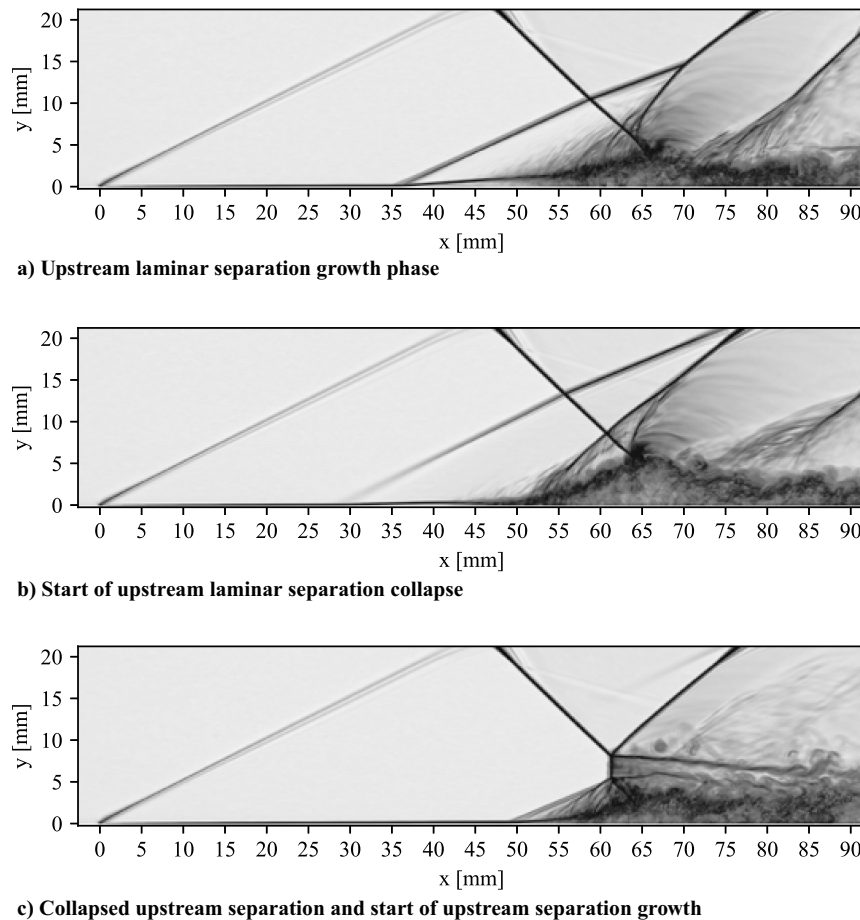 20
15
10
5
0
y [mm]
0 5 10 15 20 25 30 35 40 45 50 55 60 65 70 75 80 85 90
x [mm]
a) Upstream laminar separation growth phase
20
15
10
5
0
y [mm]
0 5 10 15 20 25 30 35 40 45 50 55 60 65 70 75 80 85 90
x [mm]
b) Start of upstream laminar separation collapse
20
15
10
5
0
y [mm]
0 5 10 15 20 25 30 35 40 45 50 55 60 65 70 75 80 85 90
x [mm]
c) Collapsed upstream separation and start of upstream separation growth